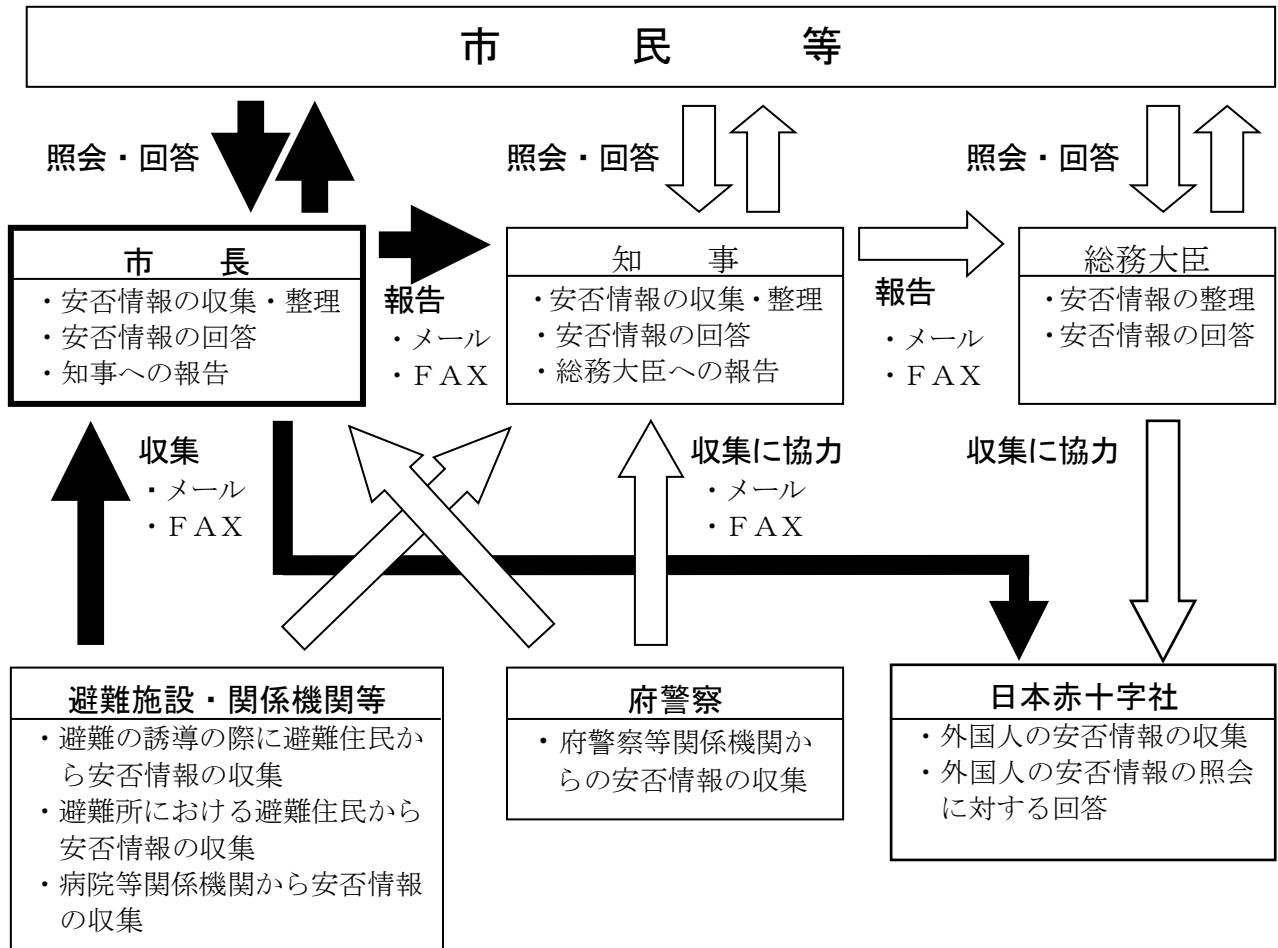 市　民　等
照会・回答
照会・回答
照会・回答
市　長
・安否情報の収集・整理
・安否情報の回答
・知事への報告
報告
・メール
・ＦＡＸ
知　事
・安否情報の収集・整理
・安否情報の回答
・総務大臣への報告
報告
・メール
・ＦＡＸ
総務大臣
・安否情報の整理
・安否情報の回答
収集
・メール
・ＦＡＸ
収集に協力
・メール
・ＦＡＸ
収集に協力
避難施設・関係機関等
・避難の誘導の際に避難住民か
ら安否情報の収集
・避難所における避難住民から
安否情報の収集
・病院等関係機関から安否情報
の収集
府警察
・府警察等関係機関か
らの安否情報の収集
日本赤十字社
・外国人の安否情報の収集
・外国人の安否情報の照会
に対する回答